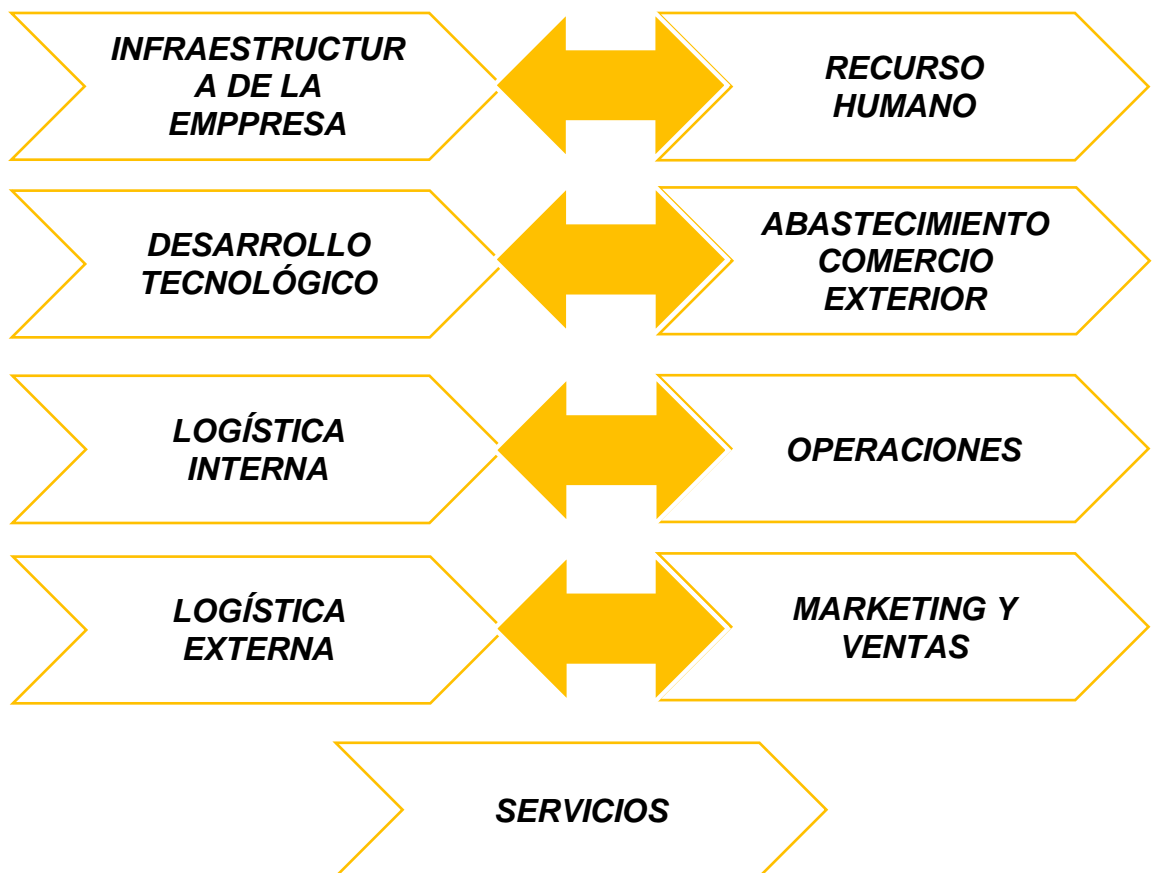 INFRAESTRUCTUR
A DE LA
EMPPRESA
RECURSO
HUMANO
DESARROLLO
TECNOLÓGICO
ABASTECIMIENTO
COMERCIO
EXTERIOR
LOGÍSTICA
INTERNA
OPERACIONES
LOGÍSTICA
EXTERNA
MARKETING Y
VENTAS
SERVICIOS